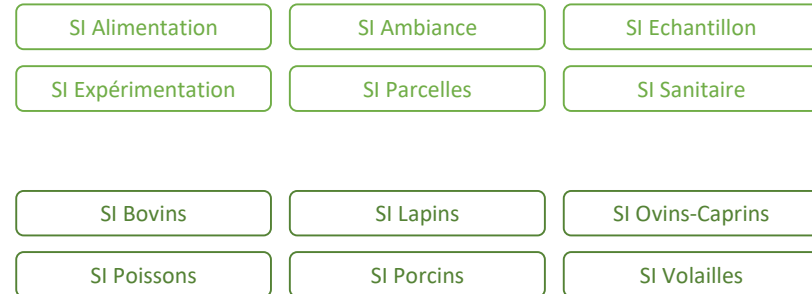 SI Alimentation
SI Ambiance
SI Echantillon
SI Expérimentation
SI Parcelles
SI Sanitaire
SI Bovins
SI Lapins
SI Ovins-Caprins
SI Poissons
SI Porcins
SI Volailles